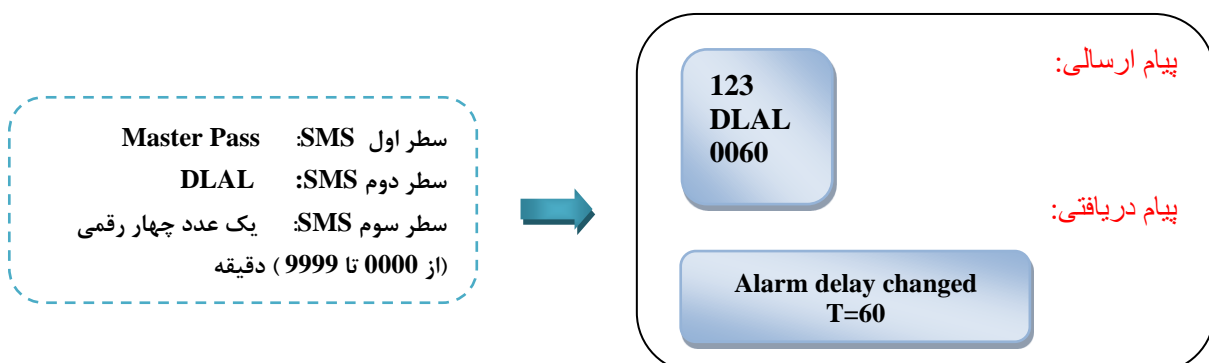 سطر اول SMS: Master Pass
سطر دوم SMS: DLAL
سطر سوم SMS: یک عدد چهار رقمی
(از 0000 تا 9999 ) دقیقه
پیام ارسالی:
123
DLAL
0060
پیام دریافتی:
Alarm delay changed
T=60